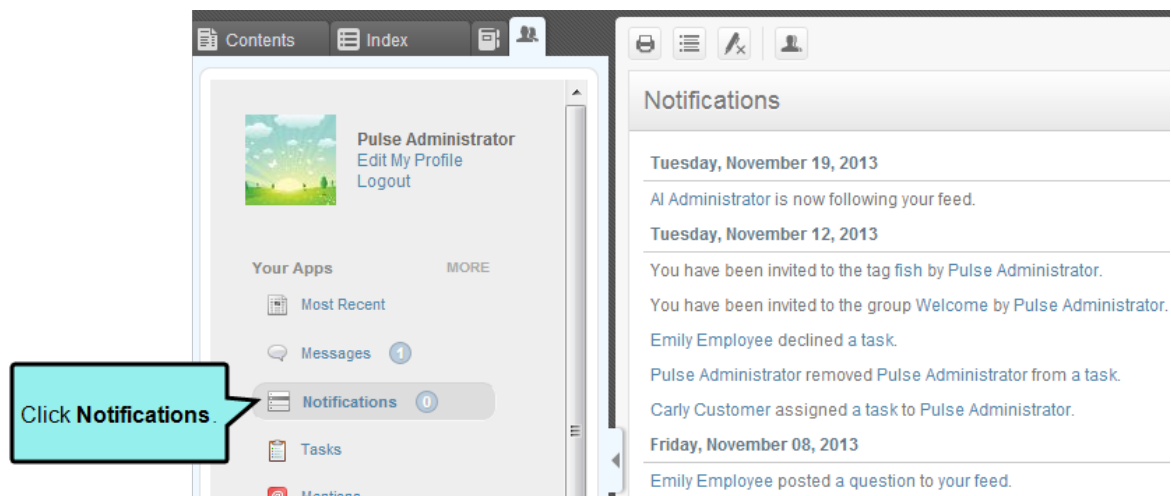 Contents
Index
Pulse Administrator
Edit My Profile
Logout
Your Apps
MORE
Most Recent
Messages 1
Click Notifications.
Notifications 0
Tasks
Mentions
Notifications
Tuesday, November 19, 2013
Al Administrator is now following your feed.
Tuesday, November 12, 2013
You have been invited to the tag fish by Pulse Administrator.
You have been invited to the group Welcome by Pulse Administrator.
Emily Employee declined a task.
Pulse Administrator removed Pulse Administrator from a task.
Carly Customer assigned a task to Pulse Administrator.
Friday, November 08, 2013
Emily Employee posted a question to your feed.